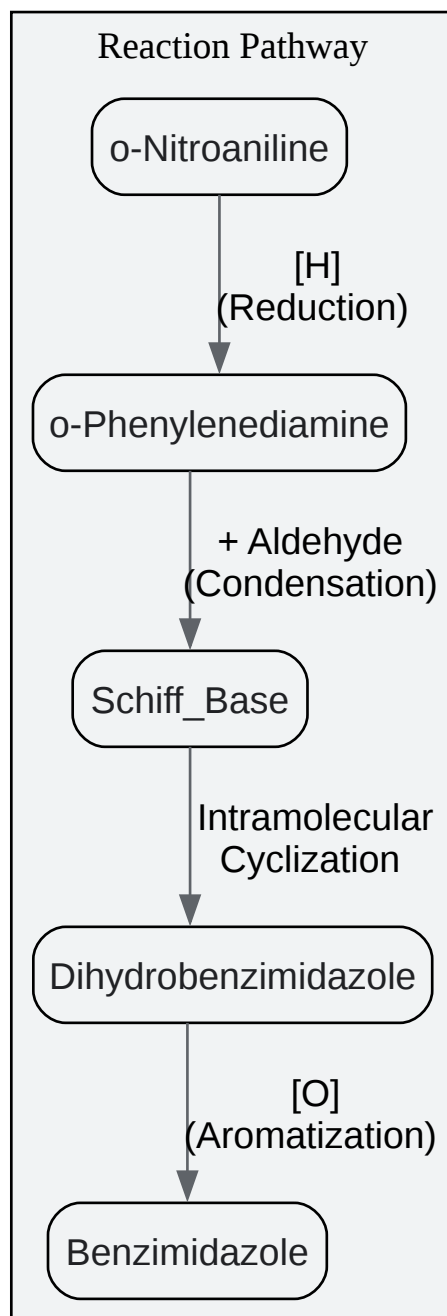 Reaction Pathway
o-Nitroaniline
[H]
(Reduction)
o-Phenylenediamine
+ Aldehyde
(Condensation)
Schiff_Base
Intramolecular
Cyclization
Dihydrobenzimidazole
[O]
(Aromatization)
Benzimidazole